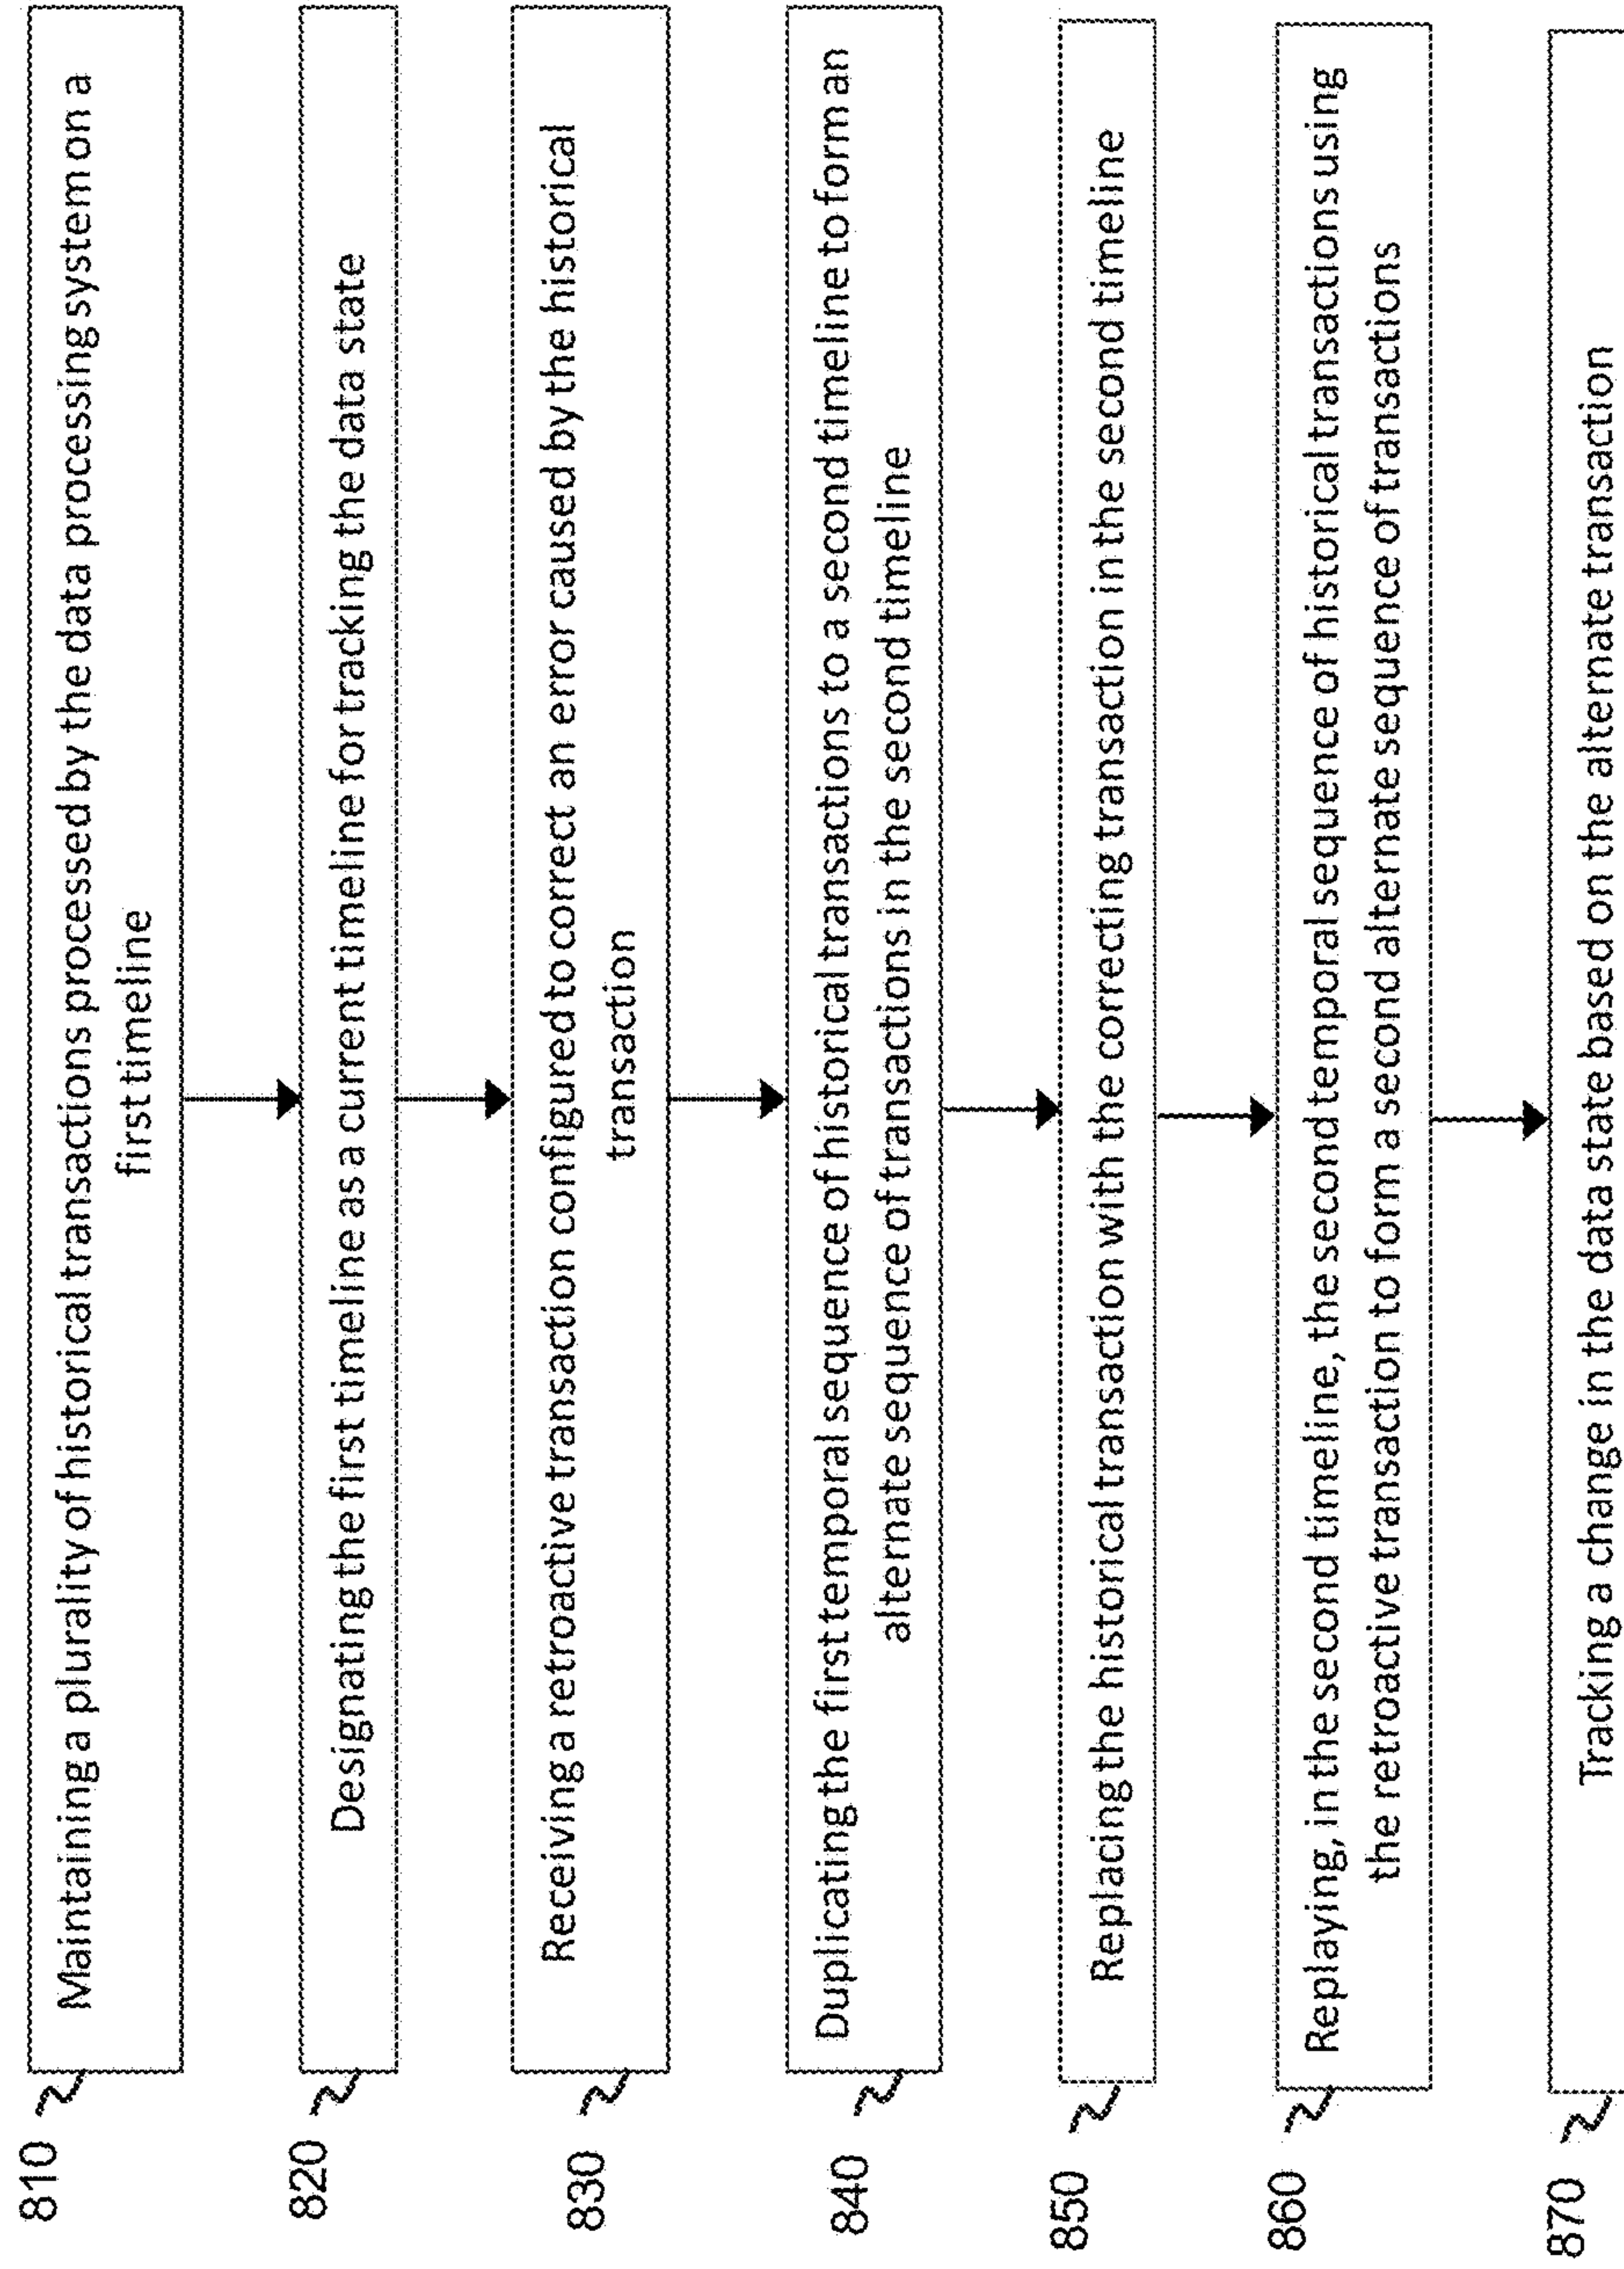 810
Maintaining a plurality of historical transactions processed by the data processing system on a
first timeline
820
Designating the first timeline as a current timeline for tracking the data state
830
Receiving a retroactive transaction configured to correct an error caused by the historical
transaction
840
Duplicating the first temporal sequence of historical transactions to a second timeline to form an
alternate sequence of transactions in the second timeline
850
Replacing the historical transaction with the correcting transaction in the second timeline
860
Replaying, in the second timeline, the second temporal sequence of historical transactions using
the retroactive transaction to form a second alternate sequence of transactions
870
Tracking a change in the data state based on the alternate transaction